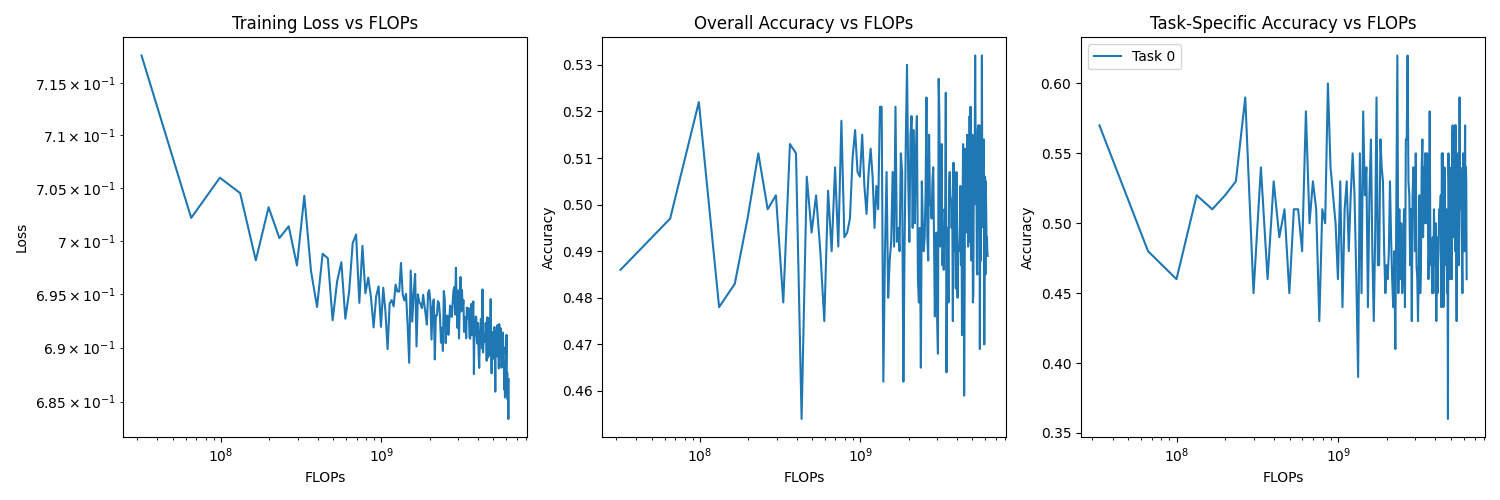 Training Loss vs FLOPs
7.15 × 10⁻¹
7.1 × 10⁻¹
7.05 × 10⁻¹
7 × 10⁻¹
6.95 × 10⁻¹
6.9 × 10⁻¹
6.85 × 10⁻¹
Loss
10⁸
10⁹
FLOPs
Overall Accuracy vs FLOPs
0.53
0.52
0.51
0.50
0.49
0.48
0.47
0.46
Accuracy
10⁸
10⁹
FLOPs
Task-Specific Accuracy vs FLOPs
Task 0
0.60
0.55
0.50
0.45
0.40
0.35
Accuracy
10⁸
10⁹
FLOPs